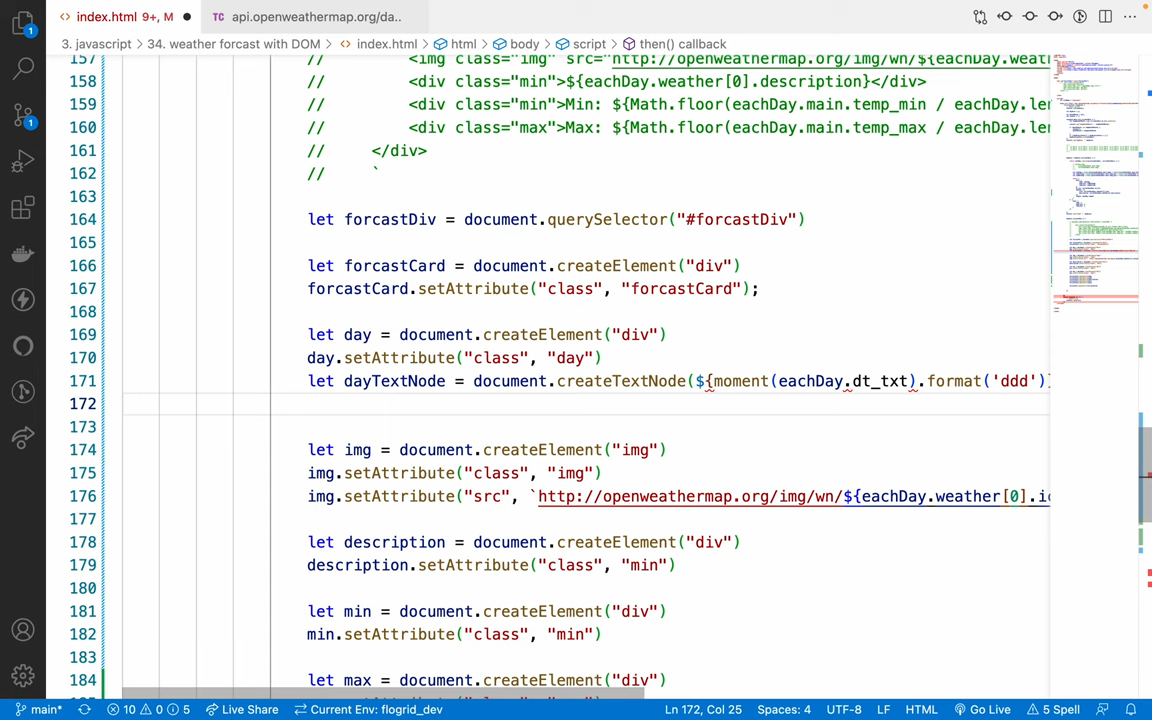 index.html 9+, M
TC api.openweathermap.org/da..
3. javascript > 34. weather forcast with DOM > index.html > html > body > script > then() callback
157 // <img class="img" src="http://openweathermap.org/img/wn/${eachDay.weat
158 // <div class="min">${eachDay.weather[0].description}</div>
159 // <div class="min">Min: ${Math.floor(eachDay.main.temp_min / eachDay.le
160 // <div class="max">Max: ${Math.floor(eachDay.main.temp_max / eachDay.le
161 // </div>
162 // `
163
164 let forcastDiv = document.querySelector("#forcastDiv")
165
166 let forcastCard = document.createElement("div")
167 forcastCard.setAttribute("class", "forcastCard");
168
169 let day = document.createElement("div")
170 day.setAttribute("class", "day")
171 let dayTextNode = document.createTextNode(${moment(eachDay.dt_txt).format('ddd')}
172
173
174 let img = document.createElement("img")
175 img.setAttribute("class", "img")
176 img.setAttribute("src", `http://openweathermap.org/img/wn/${eachDay.weather[0].ic
177
178 let description = document.createElement("div")
179 description.setAttribute("class", "min")
180
181 let min = document.createElement("div")
182 min.setAttribute("class", "min")
183
184 let max = document.createElement("div")
main* 10 0 5 Live Share Current Env: flogrid_dev Ln 172, Col 25 Spaces: 4 UTF-8 LF HTML Go Live 5 Spell